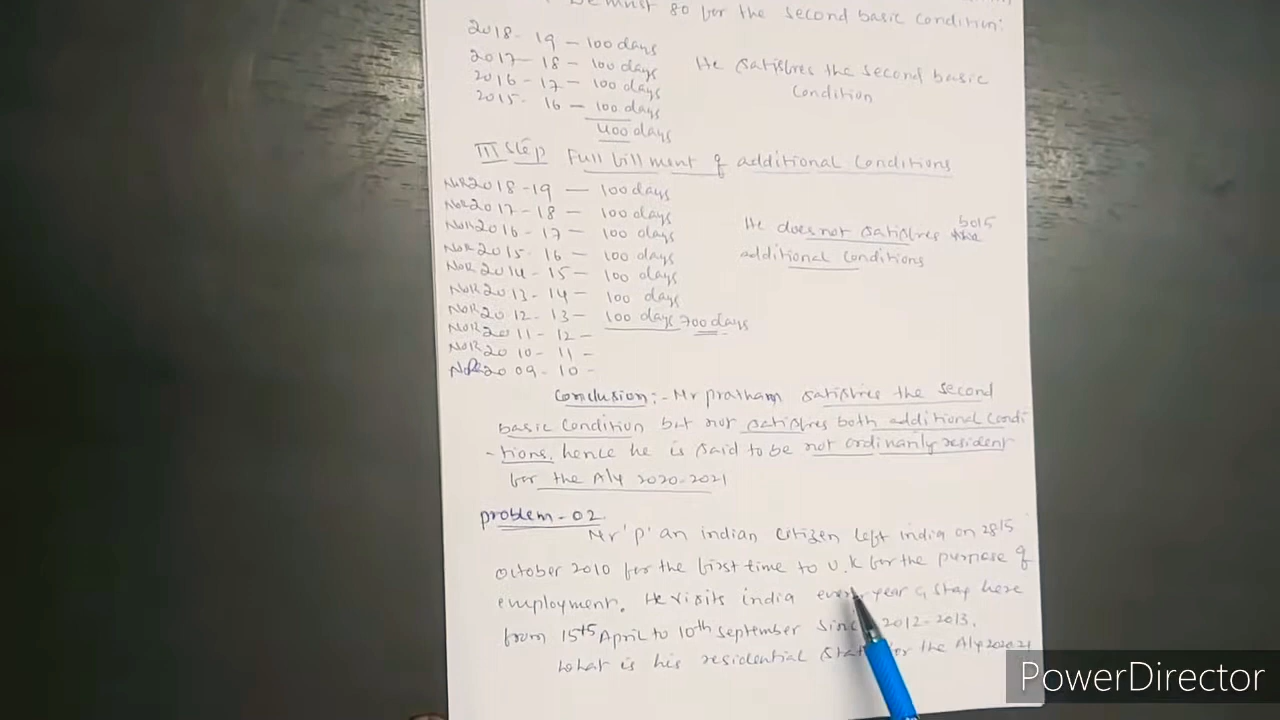 must go for the second basic condition:
2018-19 - 100 days
2017-18 - 100 days
He satisfies the second basic
2016-17 - 100 days
condition
2015-16 - 100 days
400 days
III step Fullfillment of additional conditions
NOR 2018-19 - 100 days
NOR 2017-18 - 100 days
NOR 2016-17 - 100 days
He does not satisfies both
NOR 2015-16 - 100 days
additional conditions
NOR 2014-15 - 100 days
NOR 2013-14 - 100 days
NOR 2012-13 - 100 days 700 days
NOR 2011-12 -
NOR 2010-11 -
NOR 2009-10 -
Conclusion:- Mr pratham satisfies the second
basic condition but not satisfies both additional condi
-tions. hence he is said to be not ordinarily resident
for the A/y 2020-2021
problem-02
Mr 'p' an indian citizen left india on 28th
october 2010 for the first time to U.K for the purpose of
employment. He visits india every year & stay here
from 15th April to 10th September since 2012-2013.
what is his residential for the A/y 2020-21
PowerDirector